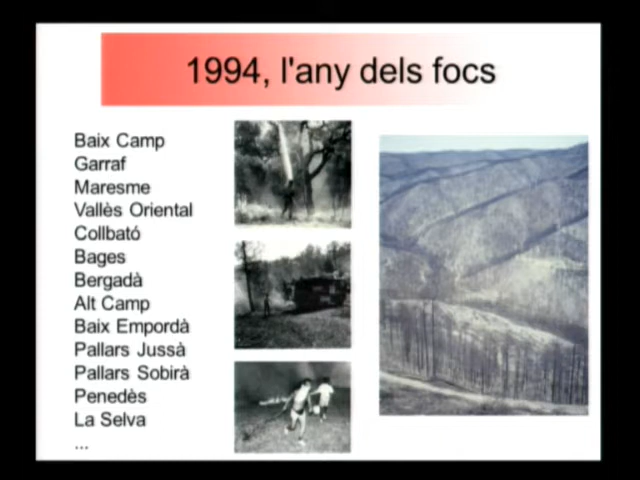 1994, l'any dels focs
Baix Camp
Garraf
Maresme
Vallès Oriental
Collbató
Bages
Bergadà
Alt Camp
Baix Empordà
Pallars Jussà
Pallars Sobirà
Penedès
La Selva
...